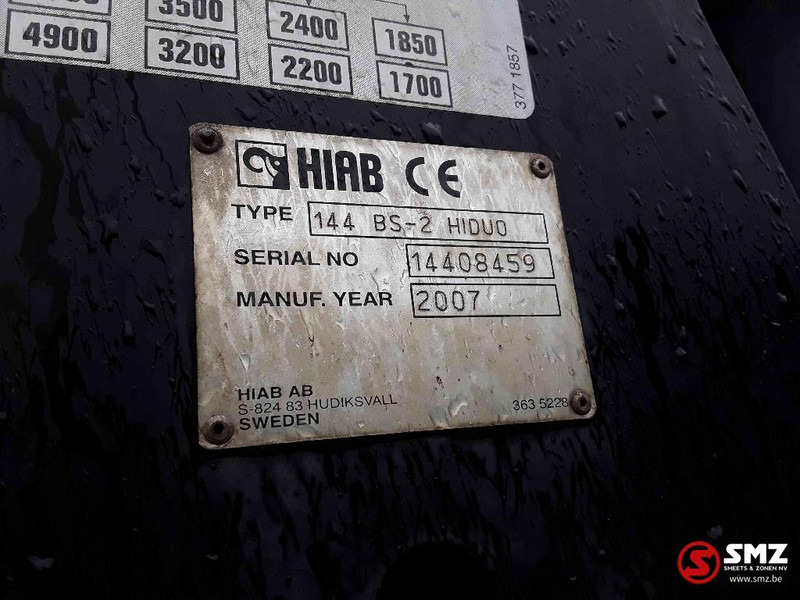 3500
4900
3200
2400
2200
1850
1700
377 1857
HIAB CE
TYPE 144 BS-2 HIDUO
SERIAL NO 14408459
MANUF. YEAR 2007
HIAB AB
S-824 83 HUDIKSVALL
SWEDEN
363 5228
SMZ
SMEETS & ZONEN NV
www.smz.be